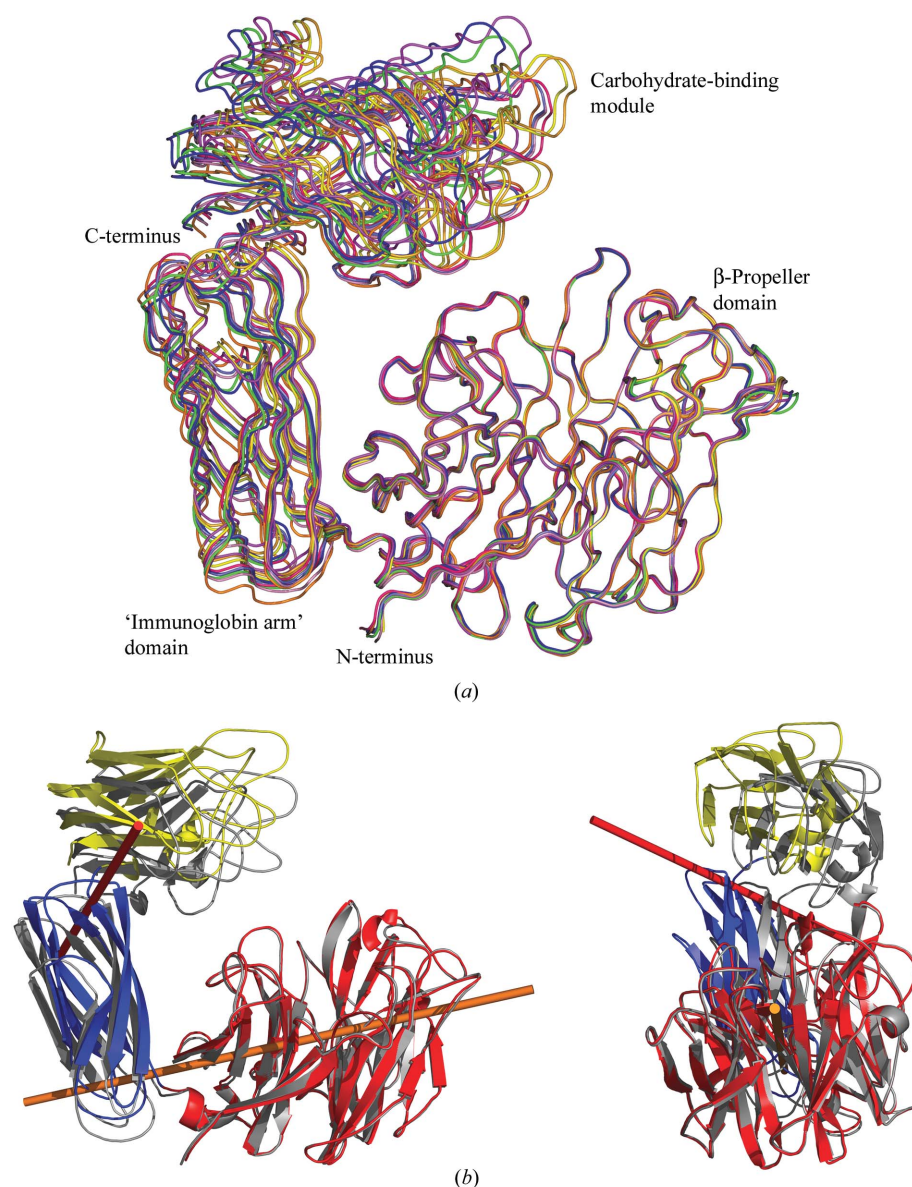 Carbohydrate-binding
module
C-terminus
β-Propeller
domain
'Immunoglobin arm'
domain
N-terminus
(a)
(b)